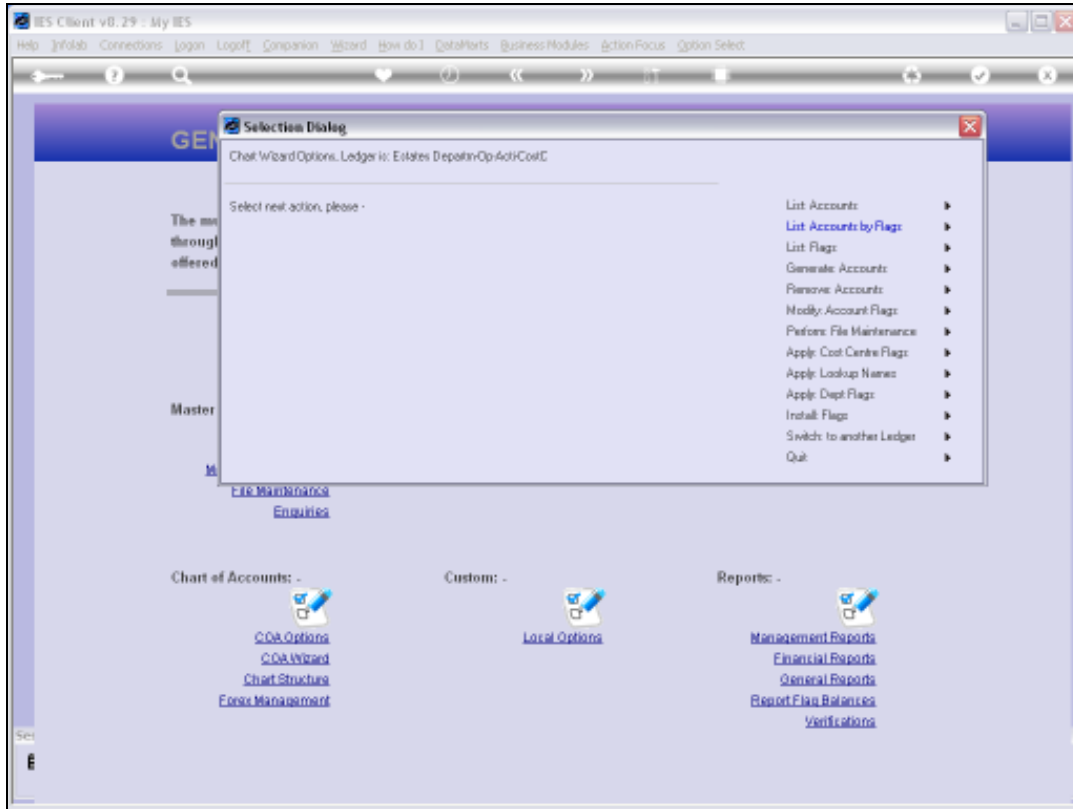 IES Client v8.29 : My IES
Help Infolab Connections Logon Logoff Companion Wizard How do I DataMarts Business Modules Action Focus Option Select
GEN
Selection Dialog
Chart Wizard Options, Ledger is: Estates Departm-Op-Acti-CostC
Select next action, please -
List Accounts
List Accounts by Flags
List Flags
Generate: Accounts
Remove: Accounts
Modify: Account Flags
Perform: File Maintenance
Apply: Cost Centre Flags
Apply: Lookup Names
Apply: Dept Flags
Install: Flags
Switch: to another Ledger
Quit
The
through
offered
Master
File Maintenance
Enquiries
Chart of Accounts: -
COA Options
COA Wizard
Chart Structure
Forex Management
Custom: -
Local Options
Reports: -
Management Reports
Financial Reports
General Reports
Report Flag Balances
Verifications